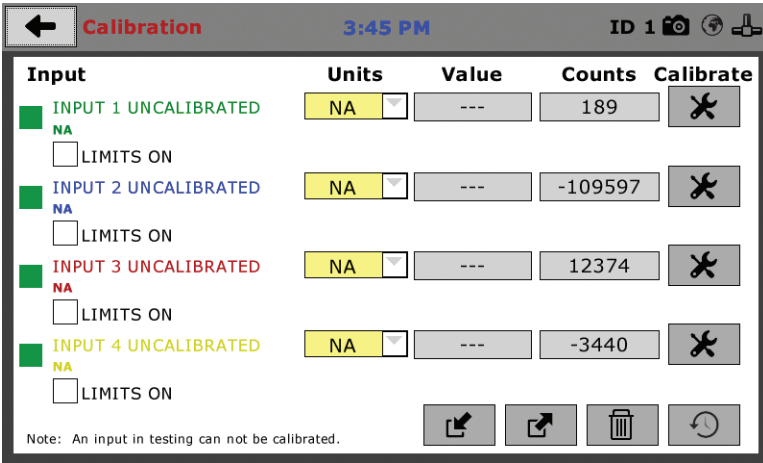 Calibration 3:45 PM ID 1
Input Units Value Counts Calibrate
INPUT 1 UNCALIBRATED NA --- 189
NA
LIMITS ON
INPUT 2 UNCALIBRATED NA --- -109597
NA
LIMITS ON
INPUT 3 UNCALIBRATED NA --- 12374
NA
LIMITS ON
INPUT 4 UNCALIBRATED NA --- -3440
NA
LIMITS ON
Note: An input in testing can not be calibrated.